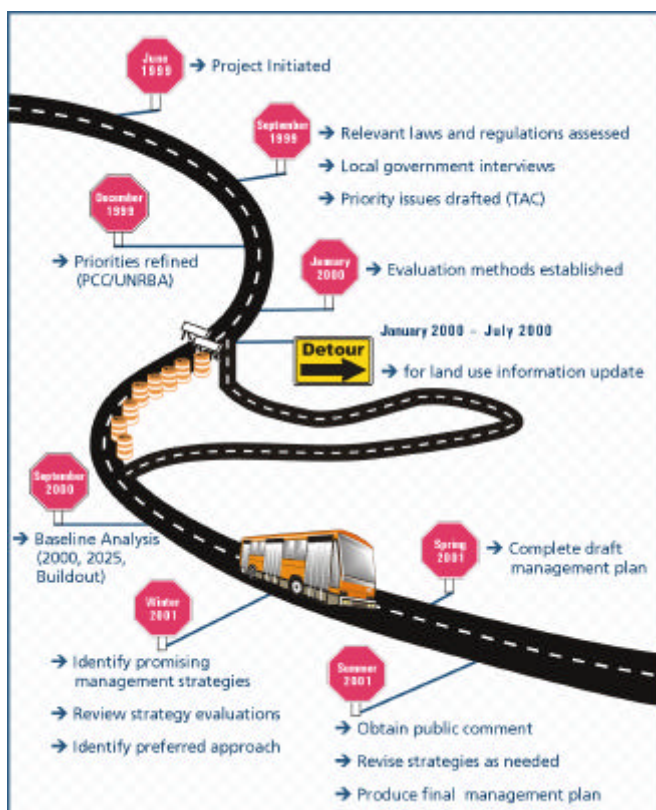 June
1999
→ Project Initiated
September
1999
→ Relevant laws and regulations assessed
→ Local government interviews
→ Priority issues drafted (TAC)
December
1999
→ Priorities refined
(PCC/UNRBA)
January
2000
→ Evaluation methods established
January 2000 – July 2000
Detour
→ for land use information update
September
2000
→ Baseline Analysis
(2000, 2025,
Buildout)
Winter
2001
→ Identify promising
management strategies
→ Review strategy evaluations
→ Identify preferred approach
Spring
2001
→ Complete draft
management plan
Summer
2001
→ Obtain public comment
→ Revise strategies as needed
→ Produce final management plan